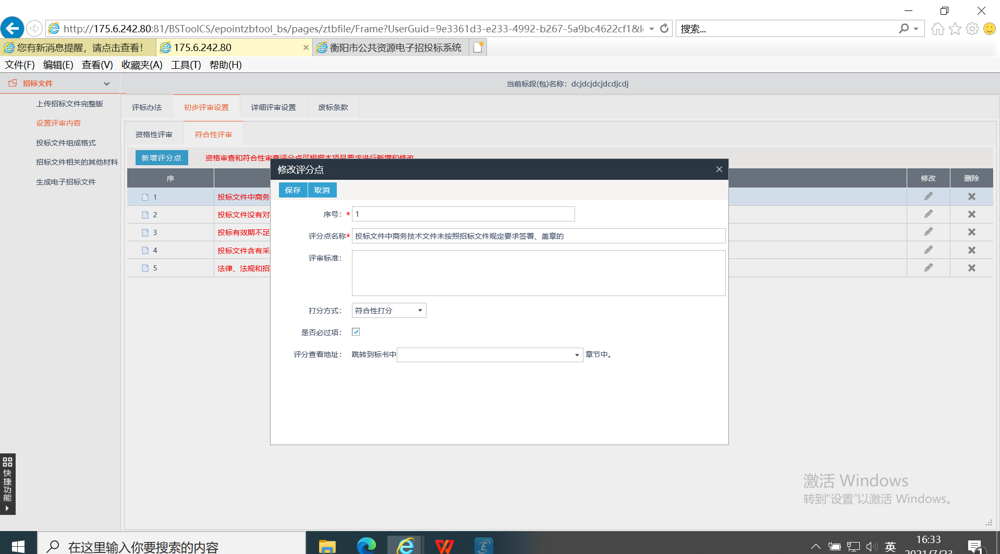 http://175.6.242.80:81/BSToolCS/epointzbtool_bs/pages/ztbfile/Frame?UserGuid=9e3361d3-e233-4992-b267-5a9bc4622cf1&l
搜索...
您有新消息提醒，请点击查看！
175.6.242.80
衡阳市公共资源电子招投标系统
文件(F) 编辑(E) 查看(V) 收藏夹(A) 工具(T) 帮助(H)
招标文件
当前标段(包)名称：dcjdcjdcjdcdjcdj
上传招标文件完整版
设置评审内容
投标文件组成格式
招标文件相关的其他材料
生成电子招标文件
评标办法 初步评审设置 详细评审设置 废标条款
资格性评审 符合性评审
新增评分点 资格审查和符合性审查评分点可根据本项目要求进行新增和修改
序 修改 删除
1 投标文件中商务
2 投标文件没有对
3 投标有效期不足
4 投标文件含有采
5 法律、法规和招
修改评分点
保存 取消
序号：* 1
评分点名称* 投标文件中商务技术文件未按照招标文件规定要求签署、盖章的
评审标准：
打分方式： 符合性打分
是否必过项：
评分查看地址： 跳转到标书中 章节中。
快捷功能
激活 Windows
转到"设置"以激活 Windows。
在这里输入你要搜索的内容
英
16:33
2021/7/23
1